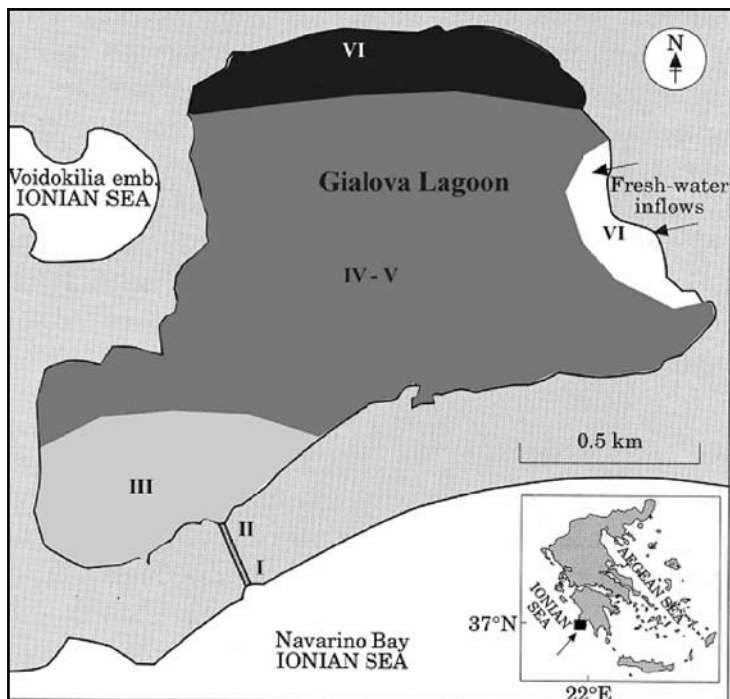 VI
N
Voidokilia emb.
IONIAN SEA
Gialova Lagoon
Fresh-water
inflows
VI
IV - V
0.5 km
III
II
I
AEGEAN SEA
IONIAN
SEA
37°N
22°E
Navarino Bay
IONIAN SEA